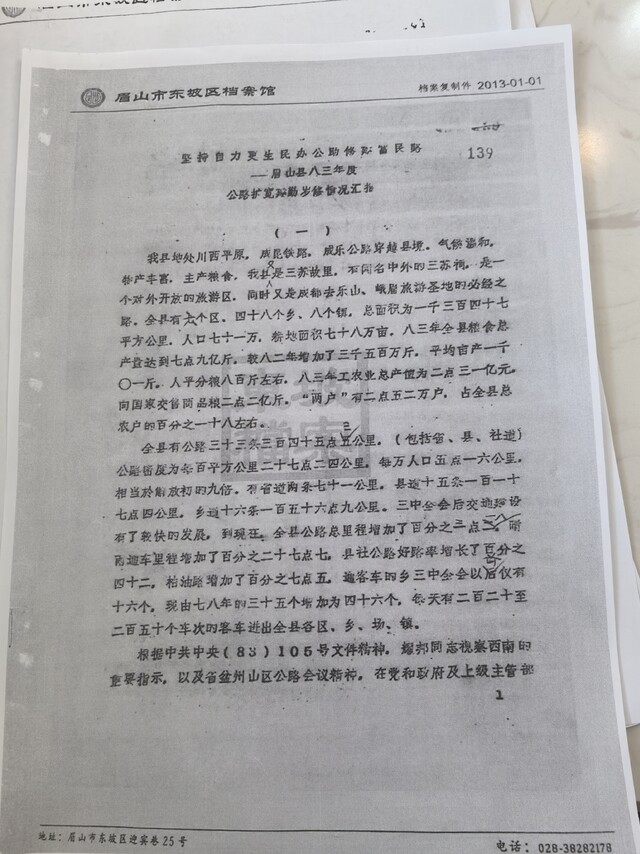 眉山市东坡区档案馆
档案复制件 2013-01-01
139
坚持自力更生民办公助修路富民路
——眉山县八三年度
公路扩宽路勘岁修情况汇报
（一）
我县地处川西平原，成昆铁路，成乐公路穿越县境。气候温和，
物产丰富，主产粮食。我县又是三苏故里，有闻名中外的三苏祠，是一
个对外开放的旅游区，同时又是成都去乐山、峨眉旅游基地的必经之
路。全县有六个区、四十八个乡、八个镇，总面积为一千三百四十七
平方公里，人口七十一万，耕地面积七十八万亩，八三年全县粮食总
产量达到七点九亿斤。较八二年增加了三千五百万斤，平均亩产一千
〇一斤。人平分粮八百斤左右。八三年工农业总产值为二点三一亿元。
向国家交售商品粮二点二亿斤。“两户”有二点五二万户，占全县总
农户的百分之一十八左右。
全县有公路三十三条三百四十五点三公里，（包括省、县、社道）
公路密度为每百平方公里二十七点二四公里，每万人口五点一六公里，
相当於解放初的九倍。有省道两条七十一公里，县道十五条一百一十
七点四公里，乡道十六条一百五十六点九公里。三中全会后交通建设
有了较快的发展，到现在，全县公路总里程增加了百分之三点二，晴
雨通车里程增加了百分之二十七点七，县社公路好路率增长了百分之
四十二，柏油路增加了百分之七点五，通客车的乡三中全会以后仅有
十六个，现由七八年的三十五个增加为四十六个，每天有二百二十至
二百五十个车次的客车进出全县各区、乡、场、镇。
根据中共中央（83）105号文件精神，耀邦同志视察西南的
重要指示，以及省盆州山区公路会议精神，在党和政府及上级主管部
1
地址：眉山市东坡区迎宾巷25号
电话：028-38282178